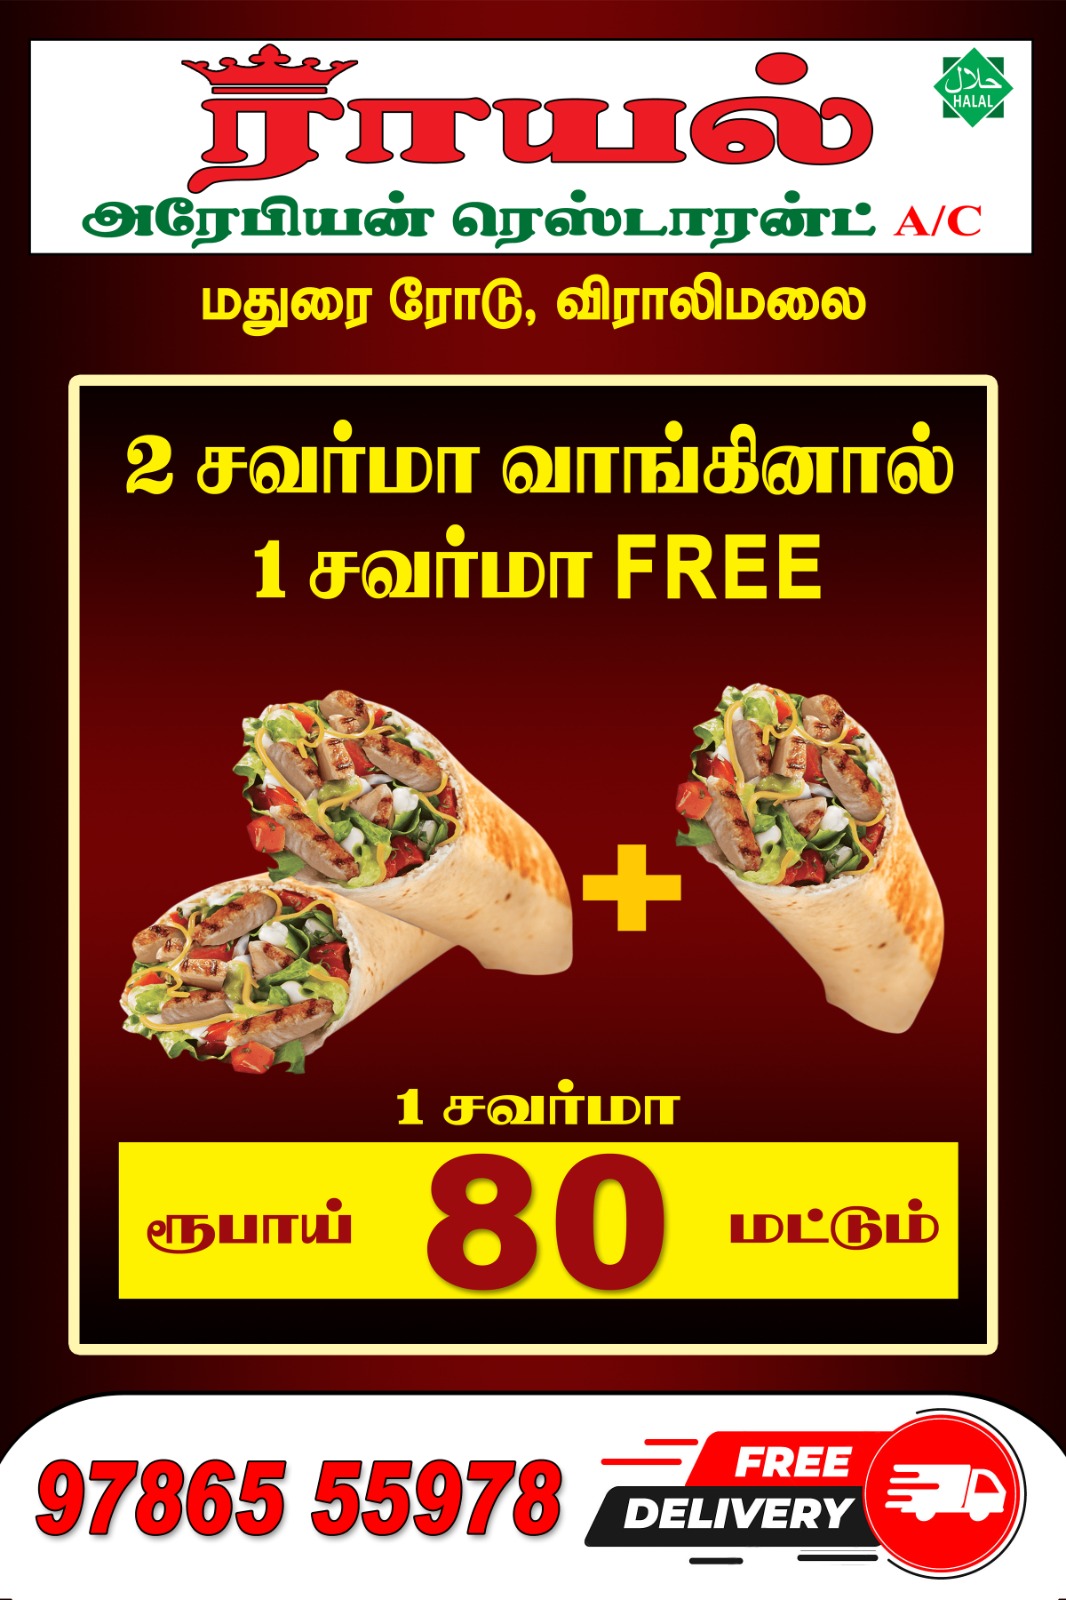 ராயல்
حلال
HALAL
அரேபியன் ரெஸ்டாரன்ட் A/C
மதுரை ரோடு, விராலிமலை
2 சவர்மா வாங்கினால்
1 சவர்மா FREE
+
1 சவர்மா
ரூபாய் 80 மட்டும்
97865 55978
FREE
DELIVERY